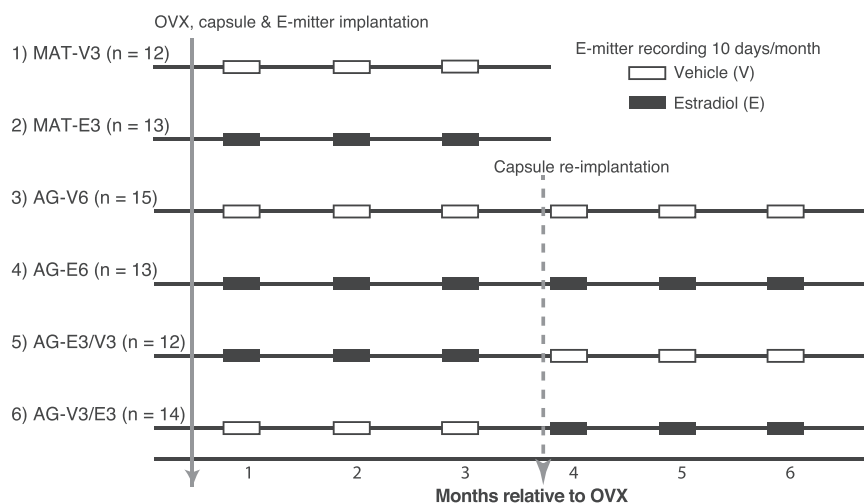 OVX, capsule & E-mitter implantation
1) MAT-V3 (n = 12)
E-mitter recording 10 days/month
Vehicle (V)
Estradiol (E)
2) MAT-E3 (n = 13)
Capsule re-implantation
3) AG-V6 (n = 15)
4) AG-E6 (n = 13)
5) AG-E3/V3 (n = 12)
6) AG-V3/E3 (n = 14)
1 2 3 4 5 6
Months relative to OVX